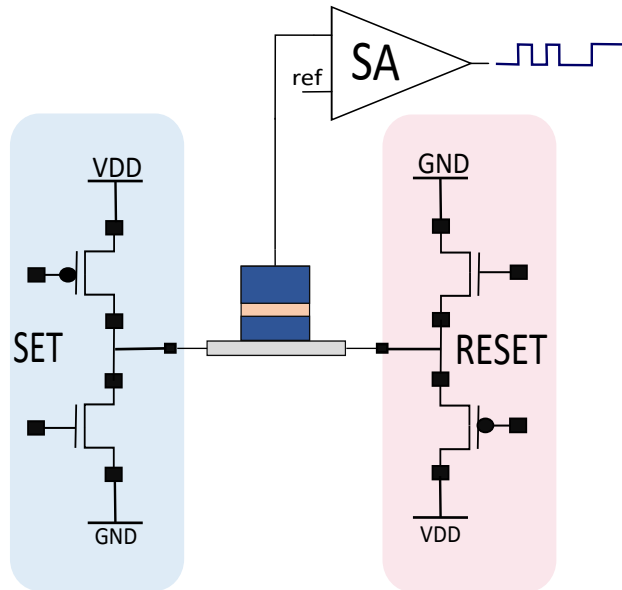 SA
ref
VDD
GND
SET
RESET
GND
VDD